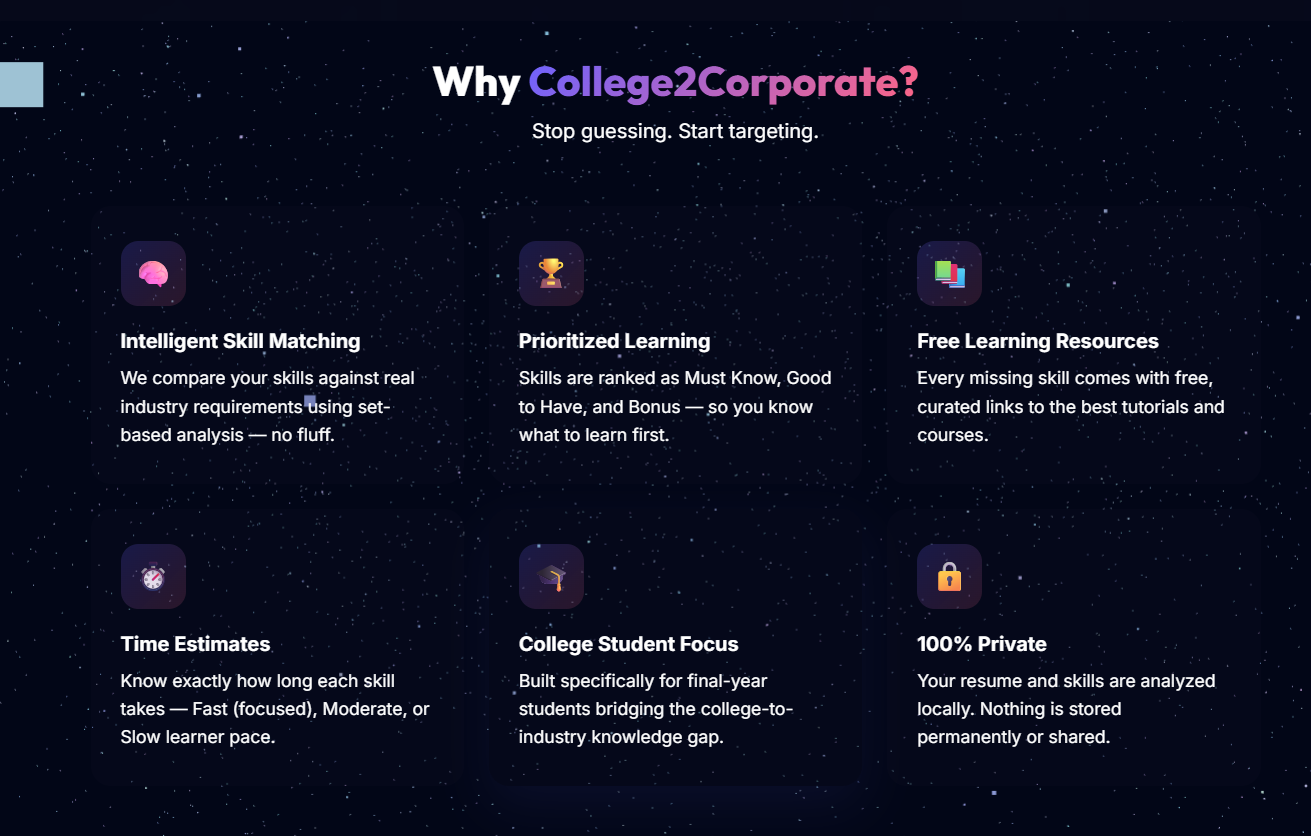 Why College2Corporate?
Stop guessing. Start targeting.
Intelligent Skill Matching
We compare your skills against real
industry requirements using set-
based analysis — no fluff.
Prioritized Learning
Skills are ranked as Must Know, Good
to Have, and Bonus — so you know
what to learn first.
Free Learning Resources
Every missing skill comes with free,
curated links to the best tutorials and
courses.
Time Estimates
Know exactly how long each skill
takes — Fast (focused), Moderate, or
Slow learner pace.
College Student Focus
Built specifically for final-year
students bridging the college-to-
industry knowledge gap.
100% Private
Your resume and skills are analyzed
locally. Nothing is stored
permanently or shared.